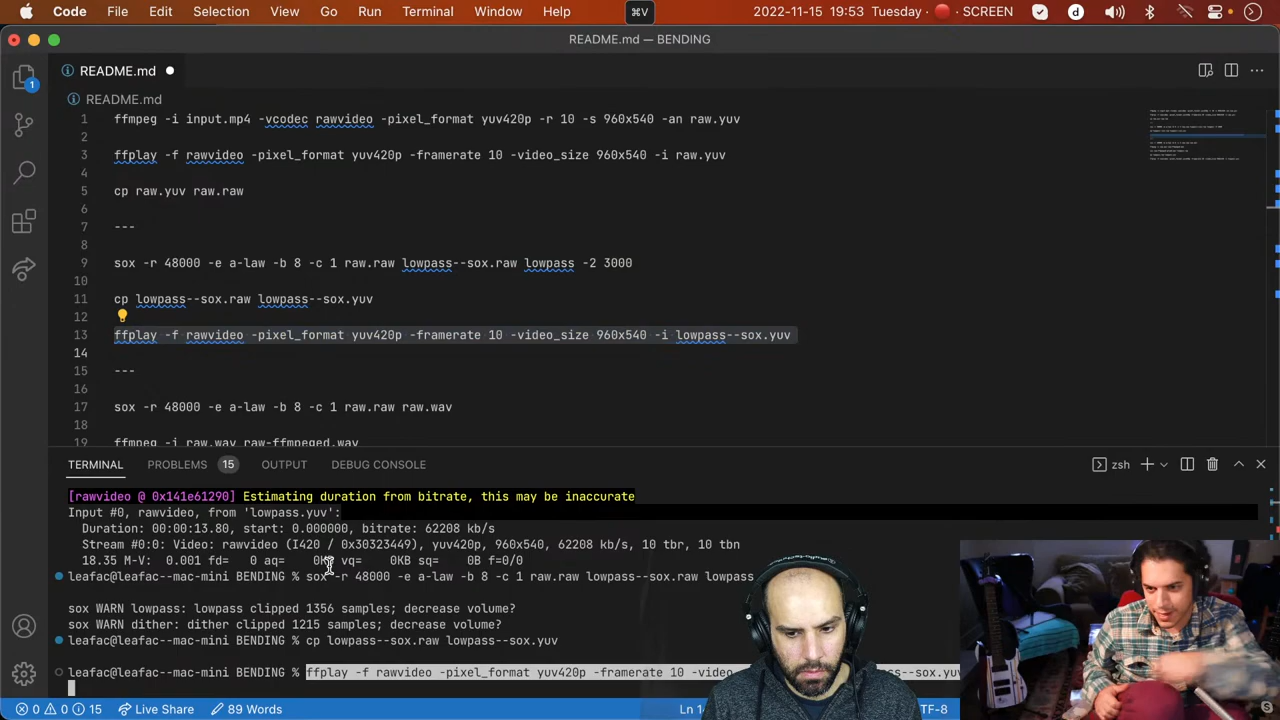 Code File Edit Selection View Go Run Terminal Window Help ⌘V 2022-11-15 19:53 Tuesday · SCREEN
README.md — BENDING
README.md
README.md
1 ffmpeg -i input.mp4 -vcodec rawvideo -pixel_format yuv420p -r 10 -s 960x540 -an raw.yuv
2
3 ffplay -f rawvideo -pixel_format yuv420p -framerate 10 -video_size 960x540 -i raw.yuv
4
5 cp raw.yuv raw.raw
6
7 ---
8
9 sox -r 48000 -e a-law -b 8 -c 1 raw.raw lowpass--sox.raw lowpass -2 3000
10
11 cp lowpass--sox.raw lowpass--sox.yuv
12
13 ffplay -f rawvideo -pixel_format yuv420p -framerate 10 -video_size 960x540 -i lowpass--sox.yuv
14
15 ---
16
17 sox -r 48000 -e a-law -b 8 -c 1 raw.raw raw.wav
19 ffmpeg -i raw.wav raw-ffmpeged.wav
TERMINAL PROBLEMS 15 OUTPUT DEBUG CONSOLE zsh
[rawvideo @ 0x141e61290] Estimating duration from bitrate, this may be inaccurate
Input #0, rawvideo, from 'lowpass.yuv':
Duration: 00:00:13.80, start: 0.000000, bitrate: 62208 kb/s
Stream #0:0: Video: rawvideo (I420 / 0x30323449), yuv420p, 960x540, 62208 kb/s, 10 tbr, 10 tbn
18.35 M-V: 0.001 fd= 0 aq= 0KB vq= 0KB sq= 0B f=0/0
leafac@leafac--mac-mini BENDING % sox -r 48000 -e a-law -b 8 -c 1 raw.raw lowpass--sox.raw lowpass
sox WARN lowpass: lowpass clipped 1356 samples; decrease volume?
sox WARN dither: dither clipped 1215 samples; decrease volume?
leafac@leafac--mac-mini BENDING % cp lowpass--sox.raw lowpass--sox.yuv
leafac@leafac--mac-mini BENDING % ffplay -f rawvideo -pixel_format yuv420p -framerate 10 -video
0 0 15 Live Share 89 Words